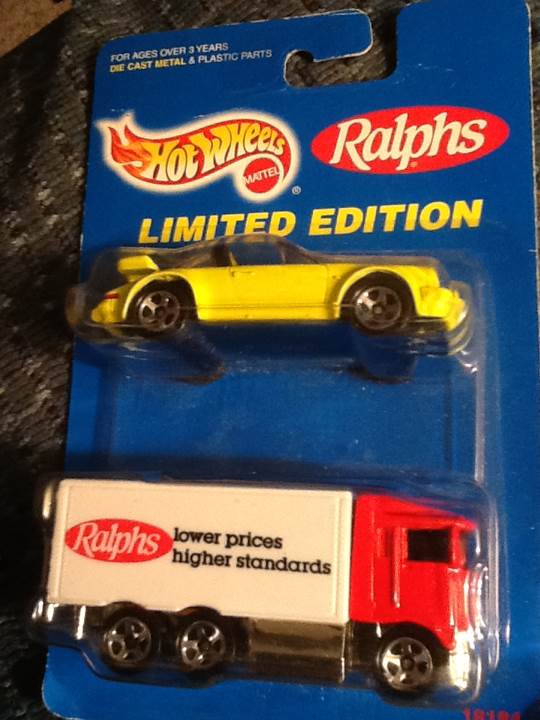 FOR AGES OVER 3 YEARS
DIE CAST METAL & PLASTIC PARTS
HOT WHEELS
MATTEL
®
Ralphs
LIMITED EDITION
Ralphs
lower prices
higher standards